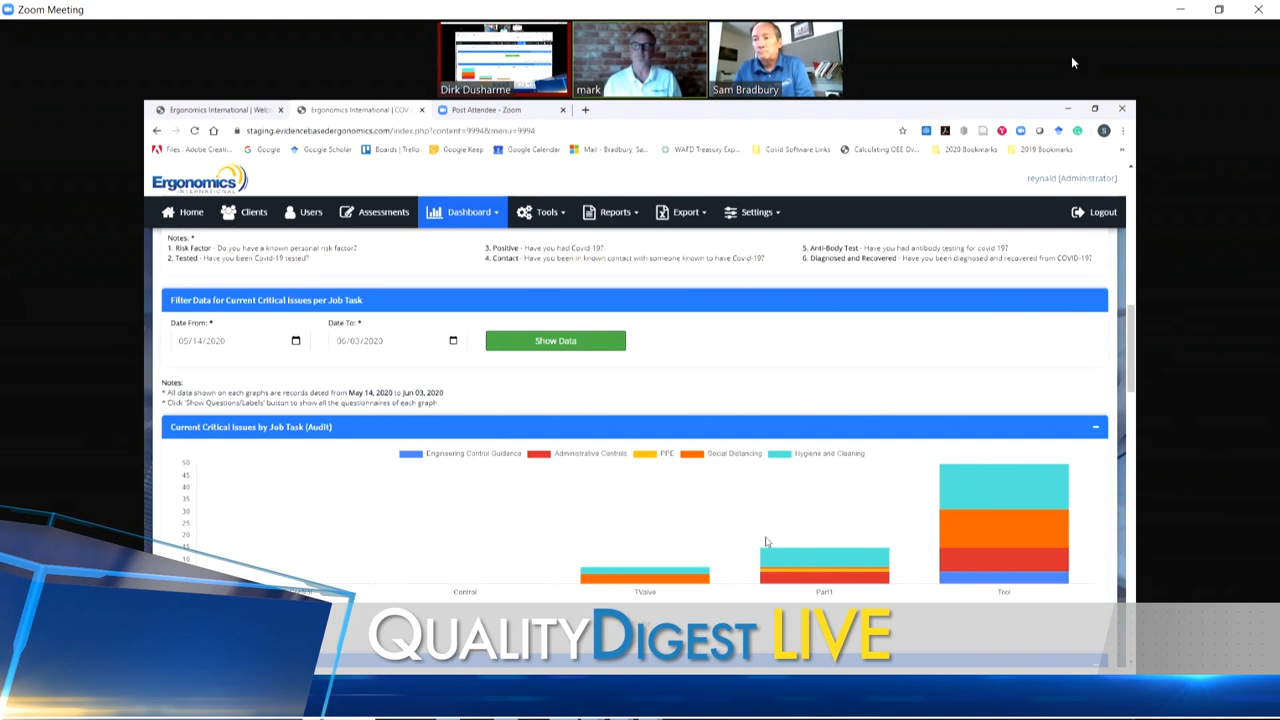 Zoom Meeting
Dirk Dusharme
mark
Sam Bradbury
Ergonomics International | Welc
Ergonomics International | COV
Post Attendee - Zoom
staging.evidencebasedergonomics.com/index.php?content=9994&menu=9994
Files : Adobe Creati...
Google
Google Scholar
Boards | Trello
Google Keep
Google Calendar
Mail - Bradbury, Sa...
WAFD Treasury Exp...
Covid Software Links
Calculating OEE Ov...
2020 Bookmarks
2019 Bookmarks
Ergonomics
INTERNATIONAL
reynald [Administrator]
Home
Clients
Users
Assessments
Dashboard
Tools
Reports
Export
Settings
Logout
Notes: *
1. Risk Factor - Do you have a known personal risk factor?
2. Tested - Have you been Covid-19 tested?
3. Positive - Have you had Covid-19?
4. Contact - Have you been in known contact with someone known to have Covid-19?
5. Anti-Body Test - Have you had antibody testing for covid 19?
6. Diagnosed and Recovered - Have you been diagnosed and recovered from COVID-19?
Filter Data for Current Critical Issues per Job Task
Date From: *
Date To: *
05/14/2020
06/03/2020
Show Data
Notes:
* All data shown on each graphs are records dated from May 14, 2020 to Jun 03, 2020
* Click 'Show Questions/Labels' button to show all the questionnaires of each graph
Current Critical Issues by Job Task (Audit)
Engineering Control Guidance
Administrative Controls
PPE
Social Distancing
Hygiene and Cleaning
50
45
40
35
30
25
20
15
10
Control
TValve
Part1
Tool
QUALITYDIGEST LIVE